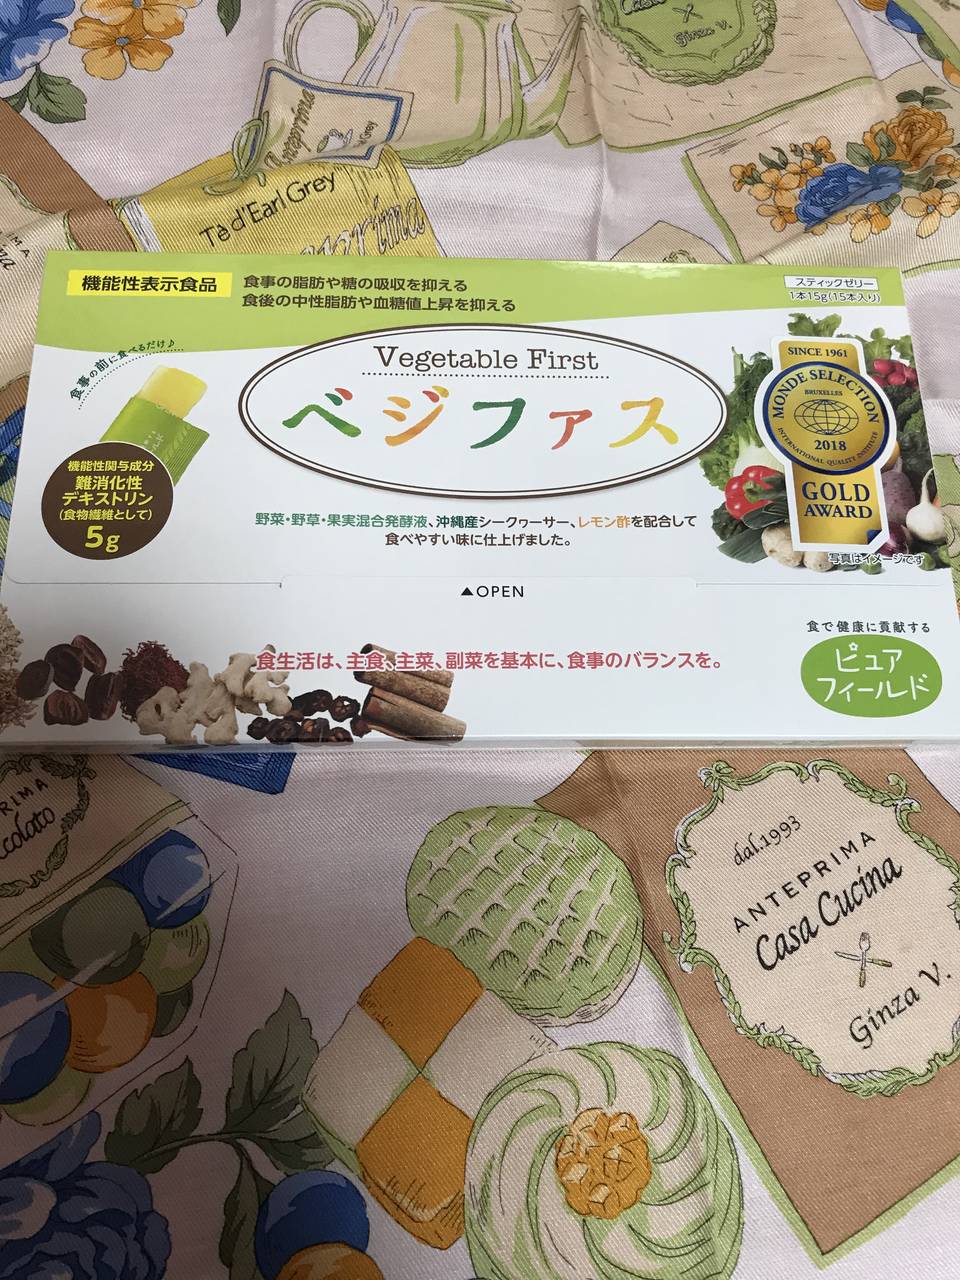 Casa
Ginza V.
Earl Grey
Tè d'Earl Grey
機能性表示食品
食事の脂肪や糖の吸収を抑える
食後の中性脂肪や血糖値上昇を抑える
スティックゼリー
1本15g(15本入り)
食事の前に食べるだけ♪
Vegetable First
ベジファス
SINCE 1961
MONDE SELECTION
BRUXELLES
2018
INTERNATIONAL QUALITY INSTITUTE
GOLD
AWARD
機能性関与成分
難消化性
デキストリン
(食物繊維として)
5g
野菜・野草・果実混合発酵液、沖縄産シークヮーサー、レモン酢を配合して
食べやすい味に仕上げました。
写真はイメージです
▲OPEN
食で健康に貢献する
ピュア
フィールド
食生活は、主食、主菜、副菜を基本に、食事のバランスを。
dal.1993
ANTEPRIMA
Casa Cucina
Ginza V.